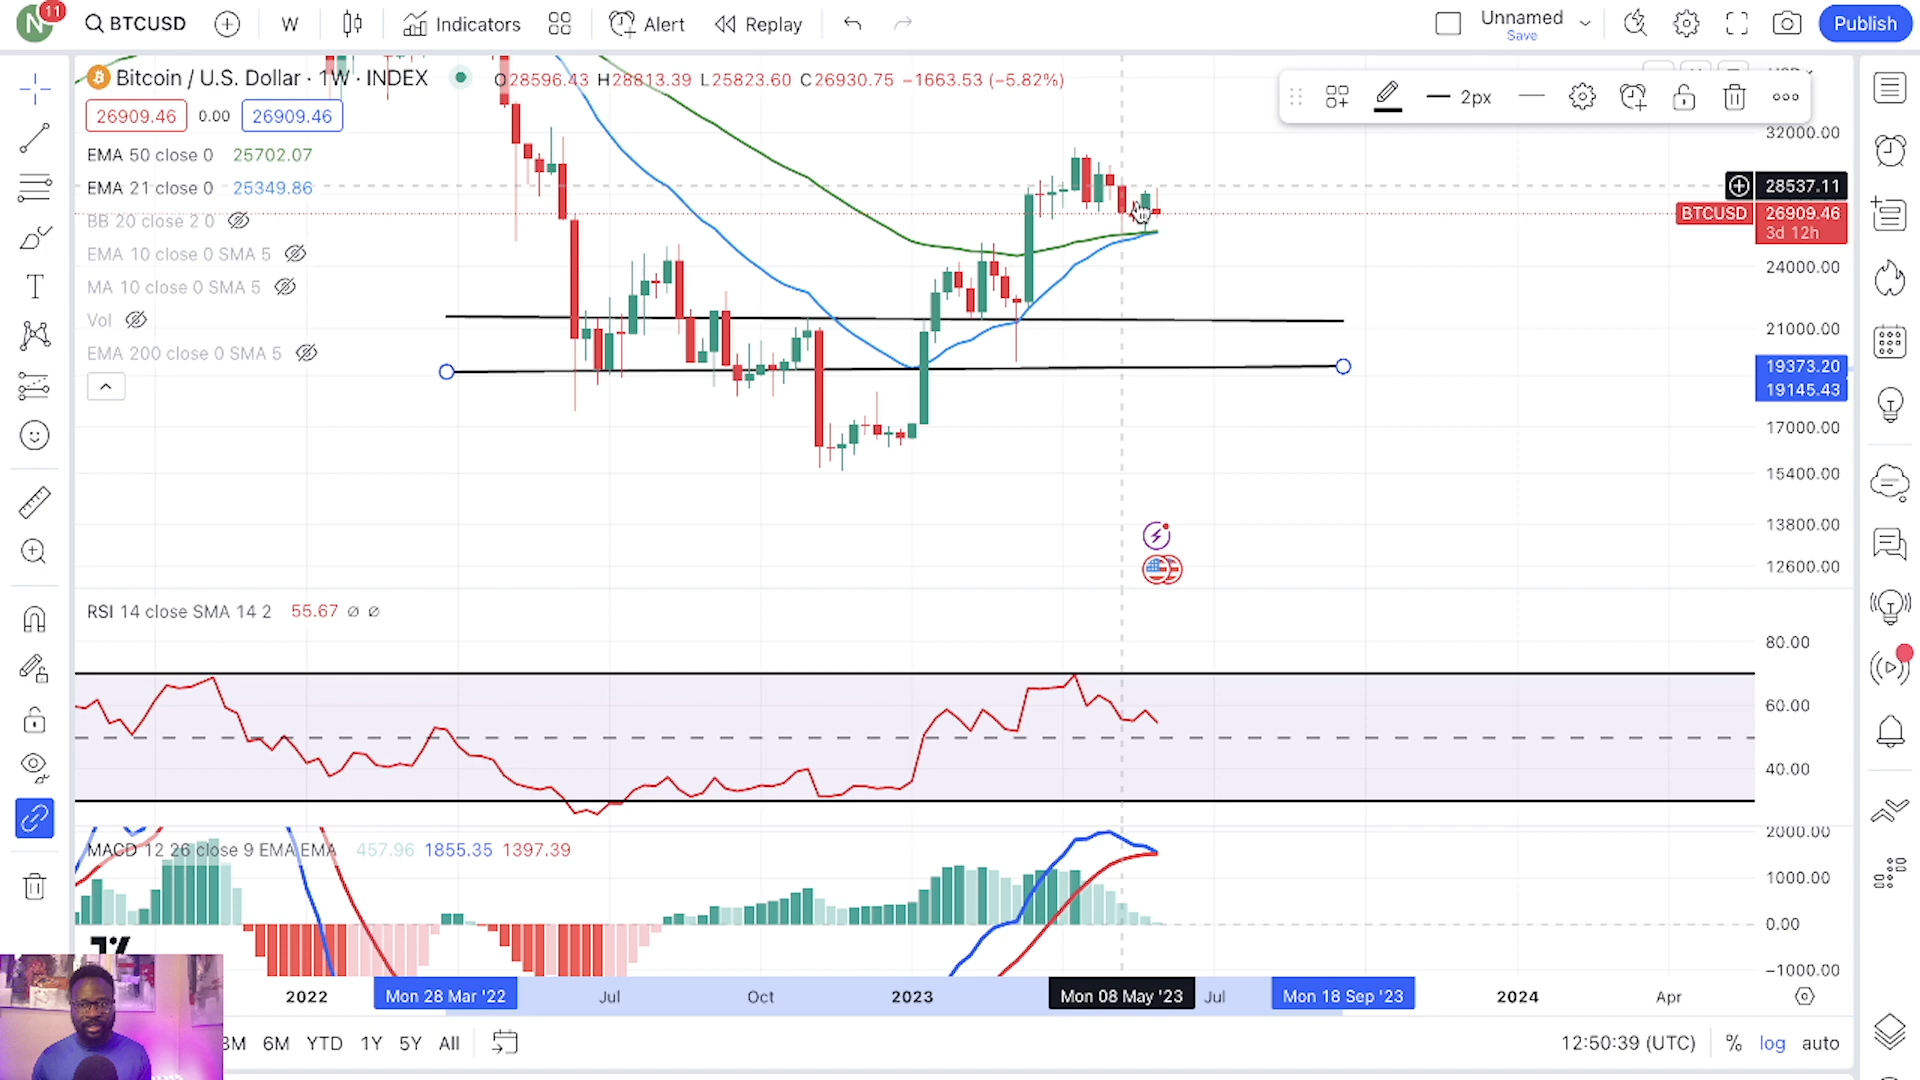 N 11 BTCUSD W Indicators Alert Replay Unnamed Save Publish
Bitcoin / U.S. Dollar · 1W · INDEX O28596.43 H28813.39 L25823.60 C26930.75 −1663.53 (−5.82%)
26909.46 0.00 26909.46
2px
EMA 50 close 0 25702.07
EMA 21 close 0 25349.86
BB 20 close 2 0
EMA 10 close 0 SMA 5
MA 10 close 0 SMA 5
Vol
EMA 200 close 0 SMA 5
32000.00
28537.11
BTCUSD 26909.46
3d 12h
24000.00
21000.00
19373.20
19145.43
17000.00
15400.00
13800.00
12600.00
RSI 14 close SMA 14 2 55.67 ∅ ∅
80.00
60.00
40.00
MACD 12 26 close 9 EMA EMA 457.96 1855.35 1397.39
2000.00
1000.00
0.00
−1000.00
2022 Mon 28 Mar '22 Jul Oct 2023 Mon 08 May '23 Jul Mon 18 Sep '23 2024 Apr
3M 6M YTD 1Y 5Y All 12:50:39 (UTC) % log auto